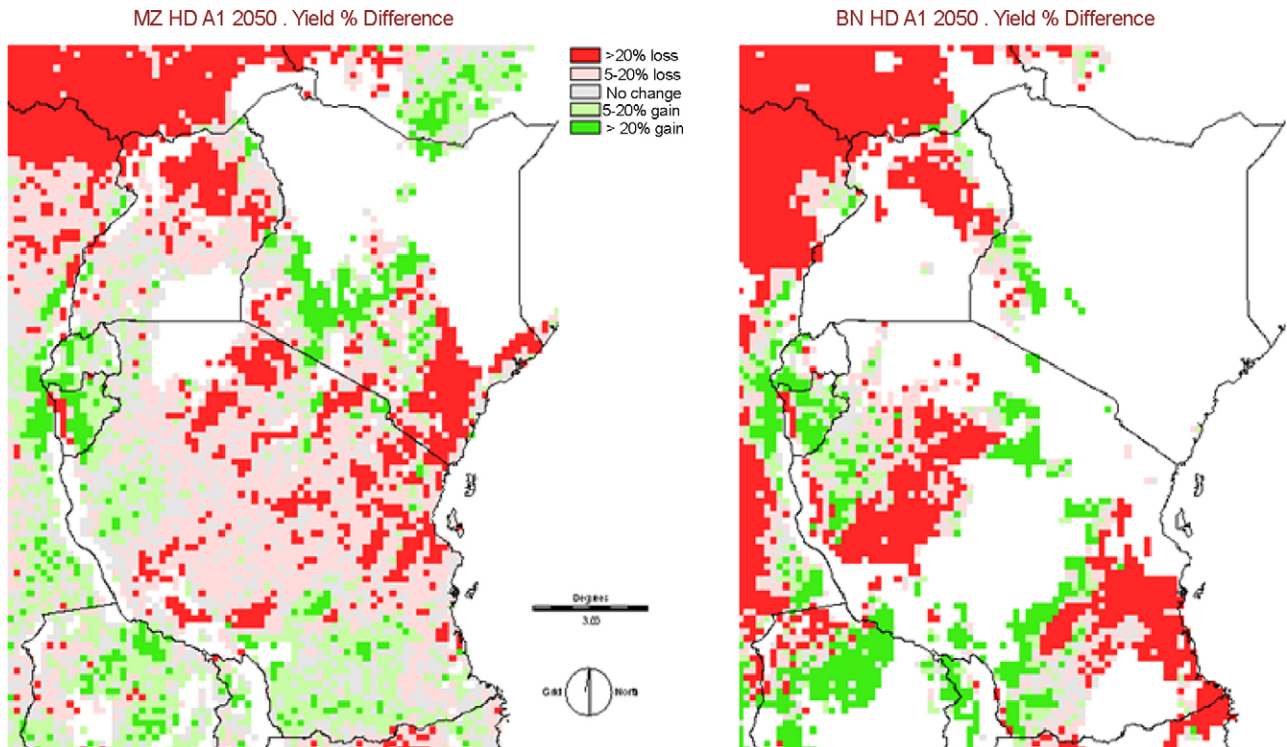 MZ HD A1 2050 . Yield % Difference
BN HD A1 2050 . Yield % Difference
>20% loss
5-20% loss
No change
5-20% gain
> 20% gain
Degrees
3.00
Grid North